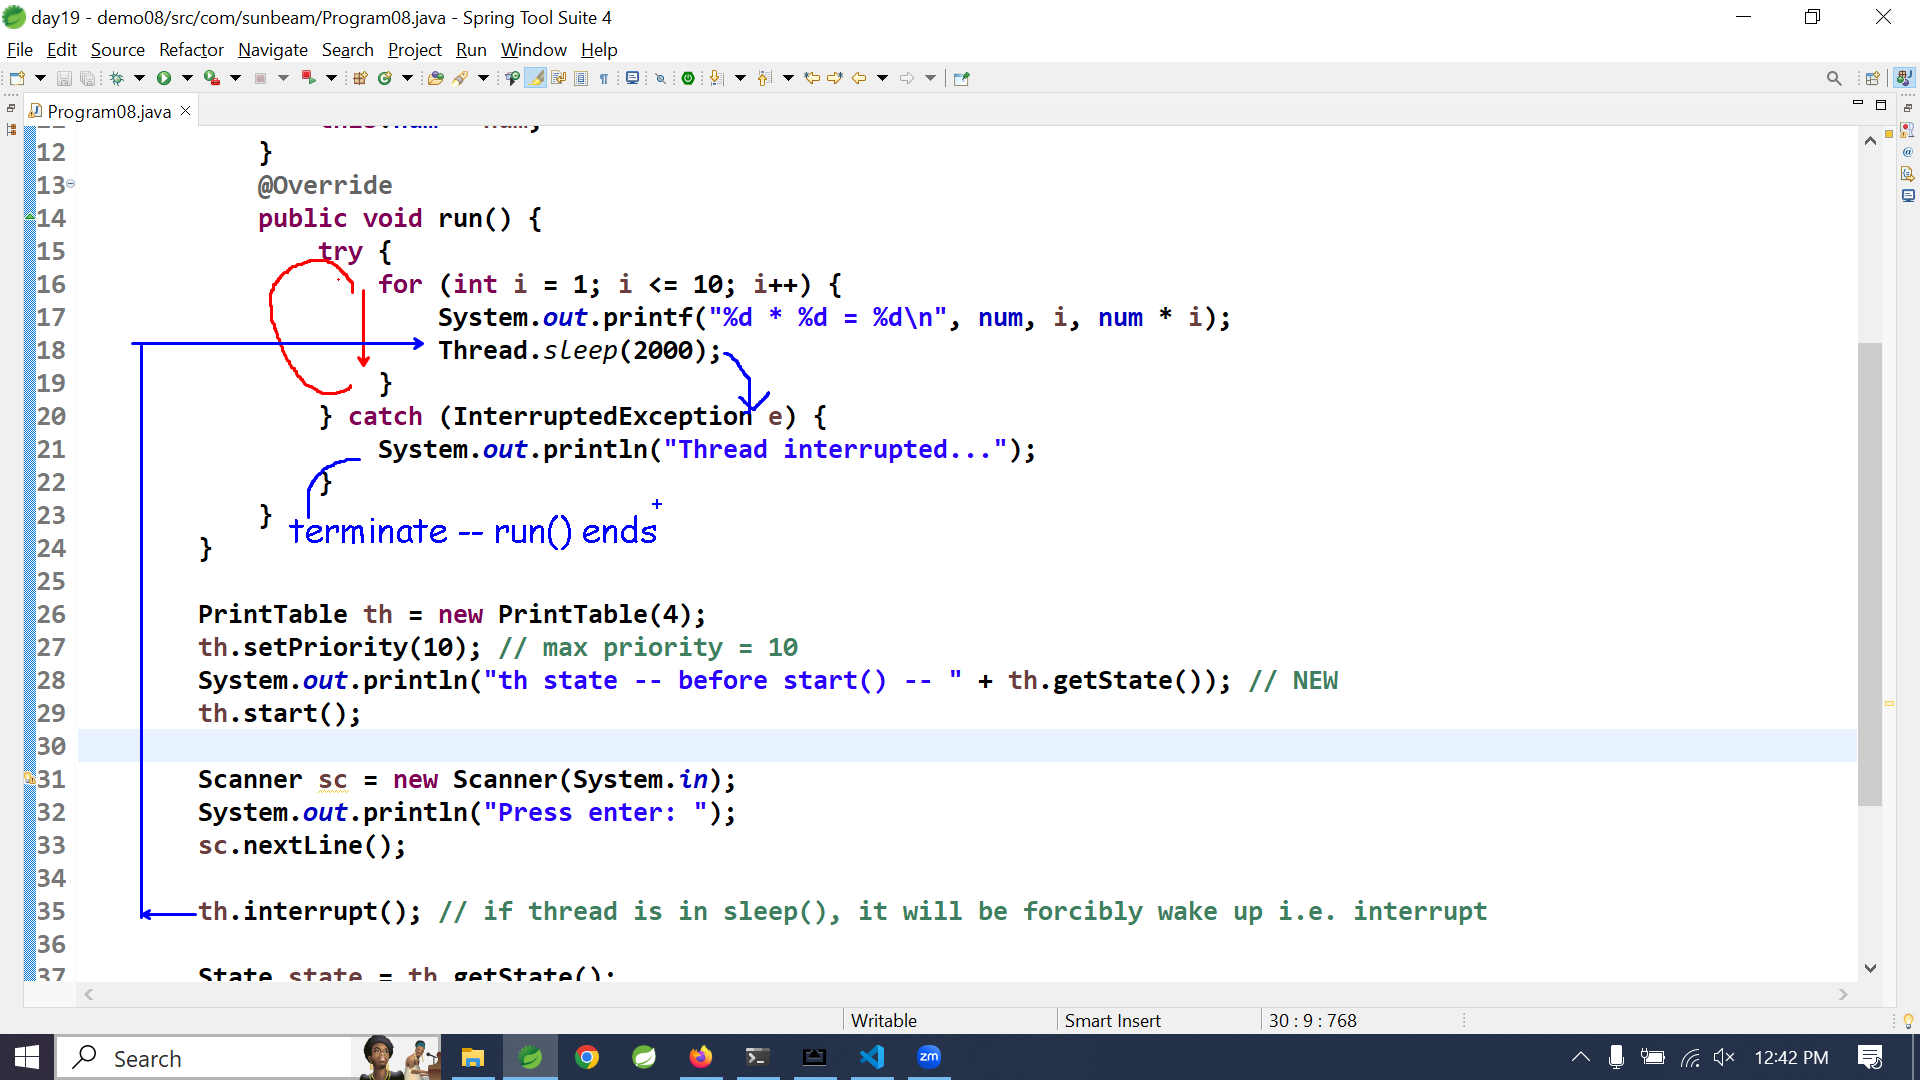 day19 - demo08/src/com/sunbeam/Program08.java - Spring Tool Suite 4
File Edit Source Refactor Navigate Search Project Run Window Help
Program08.java
12 }
13 @Override
14 public void run() {
15 try {
16 for (int i = 1; i <= 10; i++) {
17 System.out.printf("%d * %d = %d\n", num, i, num * i);
18 Thread.sleep(2000);
19 }
20 } catch (InterruptedException e) {
21 System.out.println("Thread interrupted...");
22 }
23 }
terminate -- run() ends
24 }
25
26 PrintTable th = new PrintTable(4);
27 th.setPriority(10); // max priority = 10
28 System.out.println("th state -- before start() -- " + th.getState()); // NEW
29 th.start();
30
31 Scanner sc = new Scanner(System.in);
32 System.out.println("Press enter: ");
33 sc.nextLine();
34
35 th.interrupt(); // if thread is in sleep(), it will be forcibly wake up i.e. interrupt
36
37 State state = th.getState();
Writable Smart Insert 30 : 9 : 768
Search zm 12:42 PM